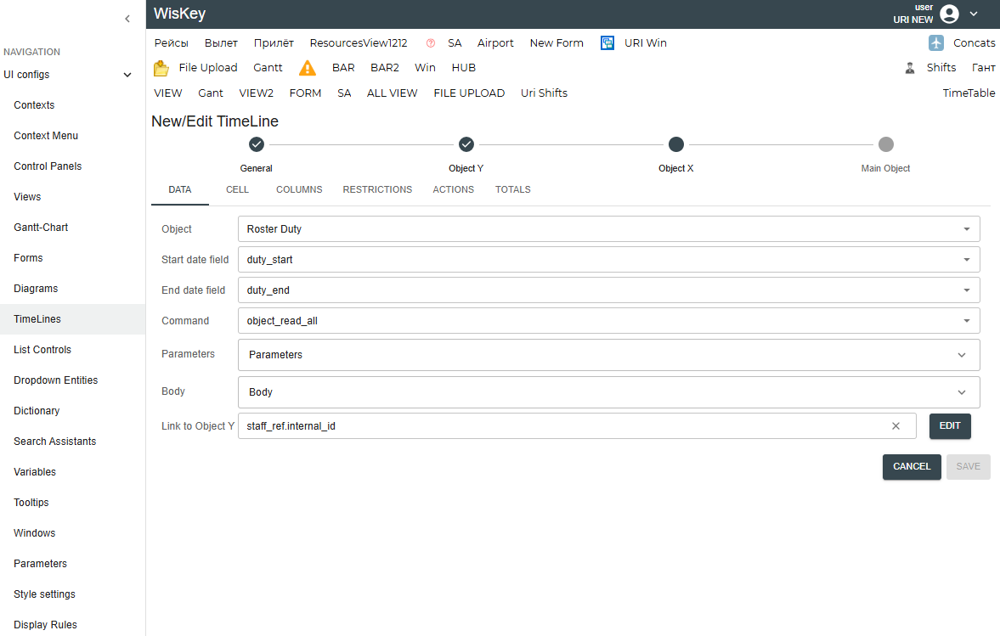 WisKey
user
URI NEW
NAVIGATION
UI configs
Contexts
Context Menu
Control Panels
Views
Gantt-Chart
Forms
Diagrams
TimeLines
List Controls
Dropdown Entities
Dictionary
Search Assistants
Variables
Tooltips
Windows
Parameters
Style settings
Display Rules
Рейсы Вылет Прилёт ResourcesView1212 SA Airport New Form URI Win Concats
File Upload Gantt BAR BAR2 Win HUB Shifts Гант
VIEW Gant VIEW2 FORM SA ALL VIEW FILE UPLOAD Uri Shifts TimeTable
New/Edit TimeLine
General Object Y Object X Main Object
DATA CELL COLUMNS RESTRICTIONS ACTIONS TOTALS
Object Roster Duty
Start date field duty_start
End date field duty_end
Command object_read_all
Parameters Parameters
Body Body
Link to Object Y staff_ref.internal_id EDIT
CANCEL SAVE